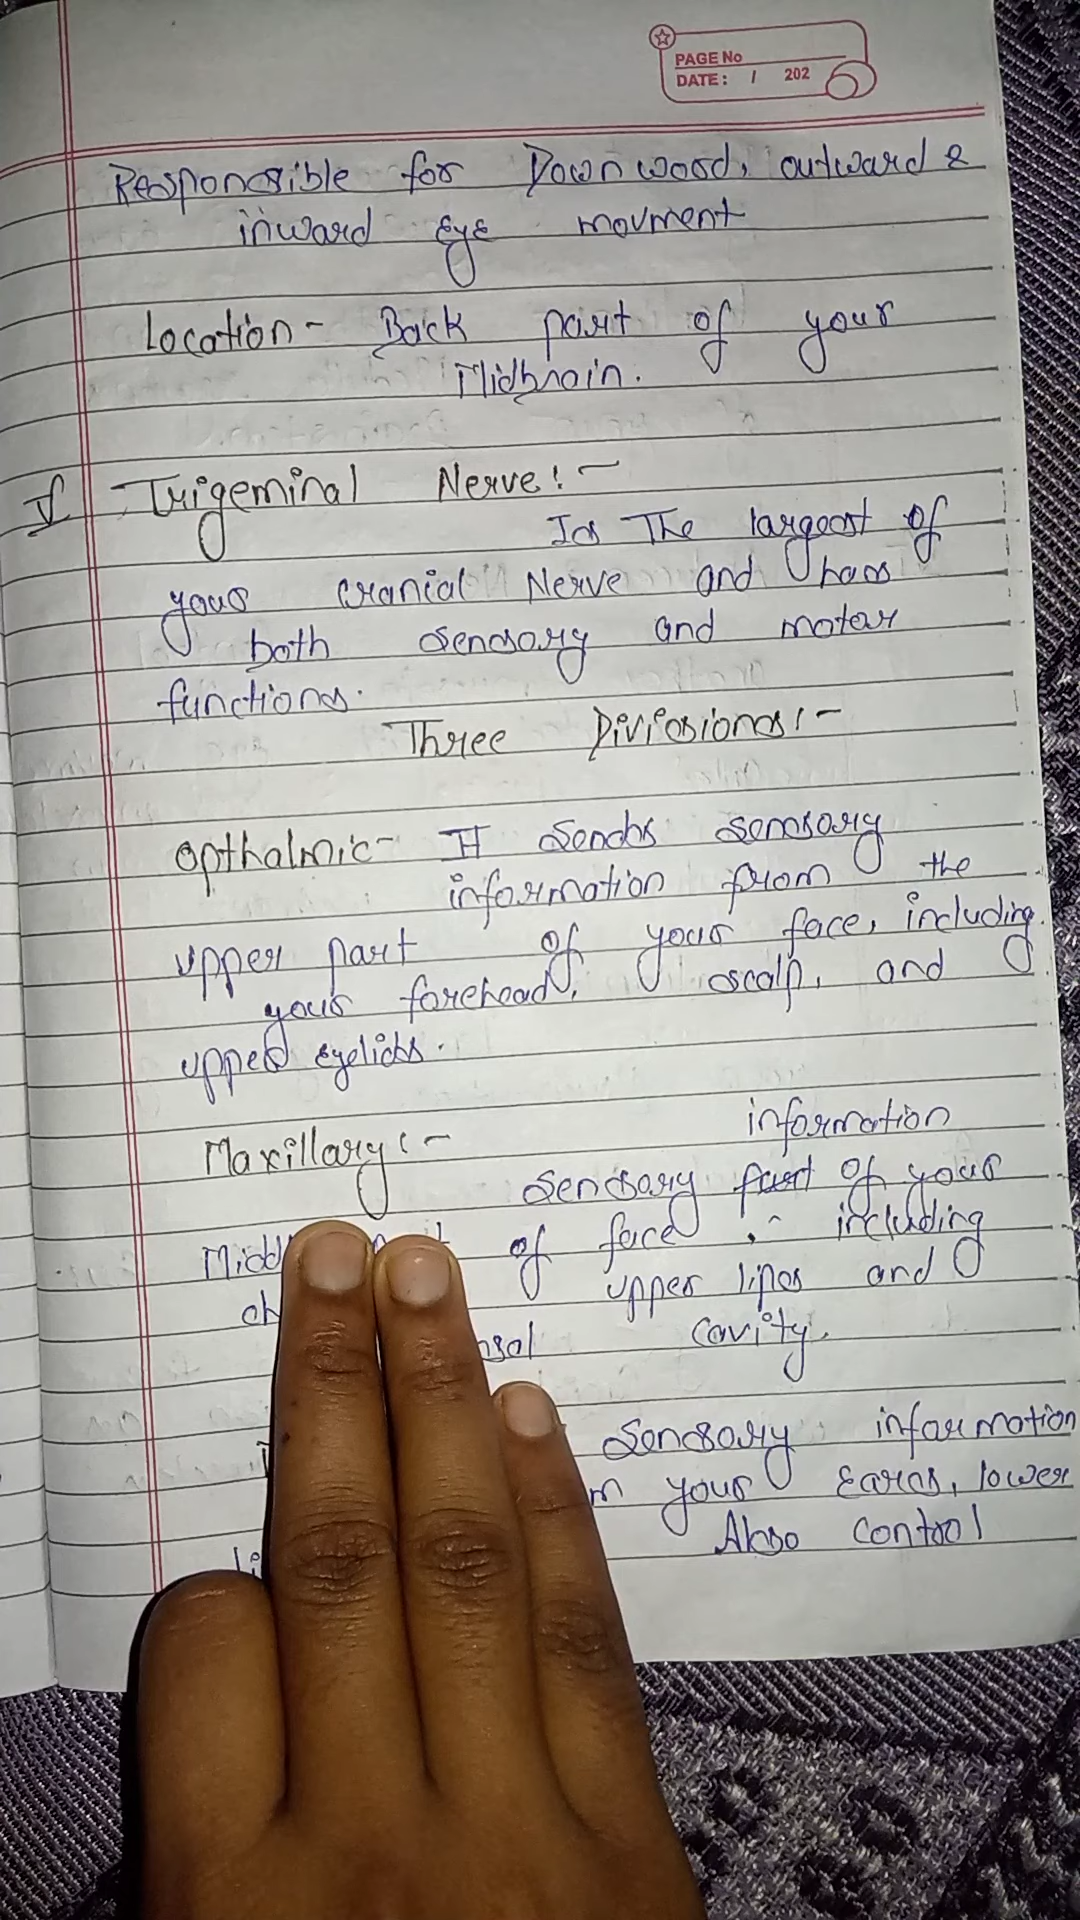 PAGE No
DATE: / 202
Responsible for Downword, outward &
inward Eye movment
Location - Back part of your
Midbrain.
V Trigeminal Nerve :-
Is The largest of
your cranial Nerve and has
both sensory and motor
functions.
Three Divisions :-
Opthalmic - It Sends sensory
information from the
upper part of your face, including
your forehead, scalp, and
upper eyelids.
Maxillary :- information
Sensory part of your
of face including
upper lips and
cavity.
Sensory information
your Ears, lower
Also control